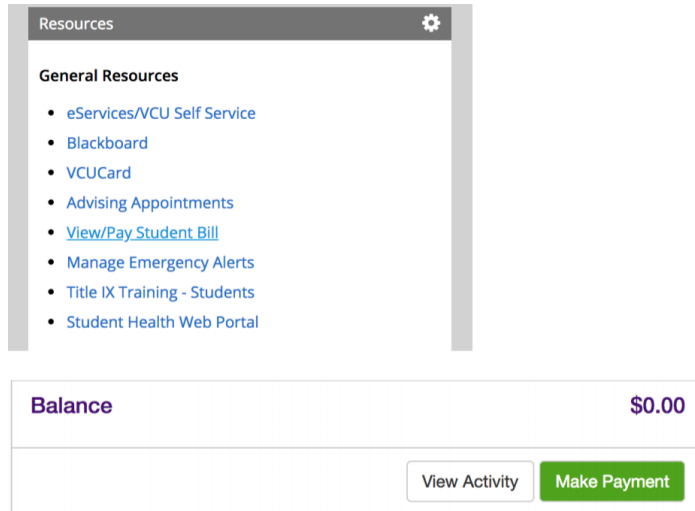 Resources
General Resources
eServices/VCU Self Service
Blackboard
VCUCard
Advising Appointments
View/Pay Student Bill
Manage Emergency Alerts
Title IX Training - Students
Student Health Web Portal
Balance $0.00
View Activity Make Payment